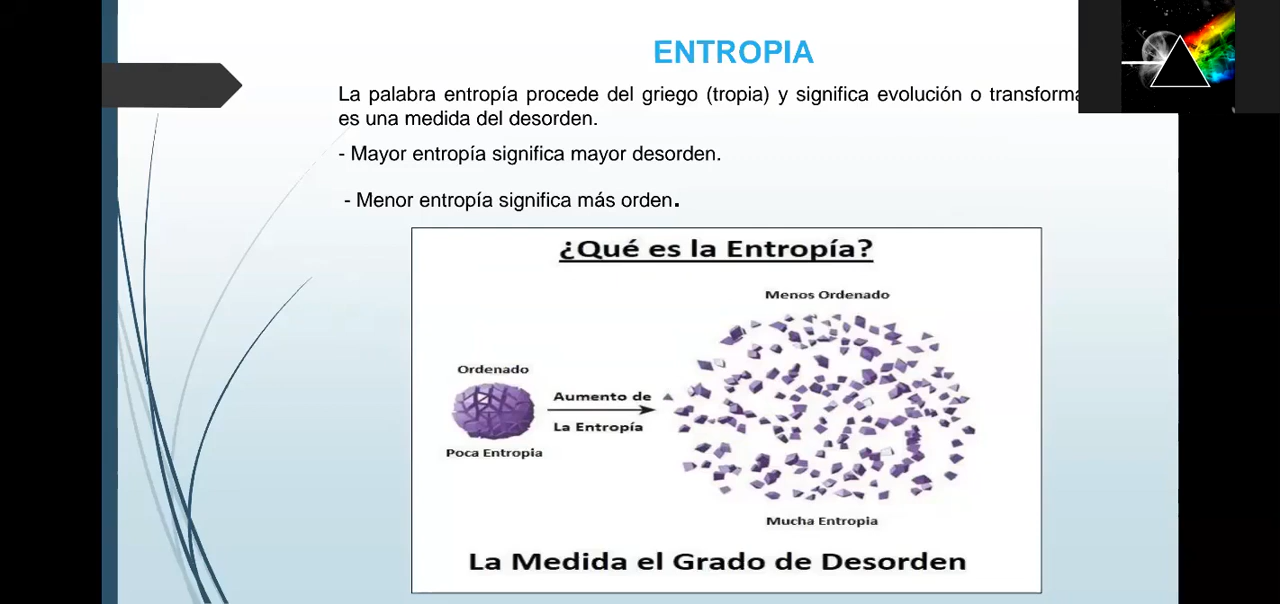 ENTROPIA
La palabra entropía procede del griego (tropia) y significa evolución o
es una medida del desorden.
- Mayor entropía significa mayor desorden.
- Menor entropía significa más orden.
¿Qué es la Entropía?
Menos Ordenado
Ordenado
Aumento de
La Entropía
Poca Entropia
Mucha Entropia
La Medida el Grado de Desorden